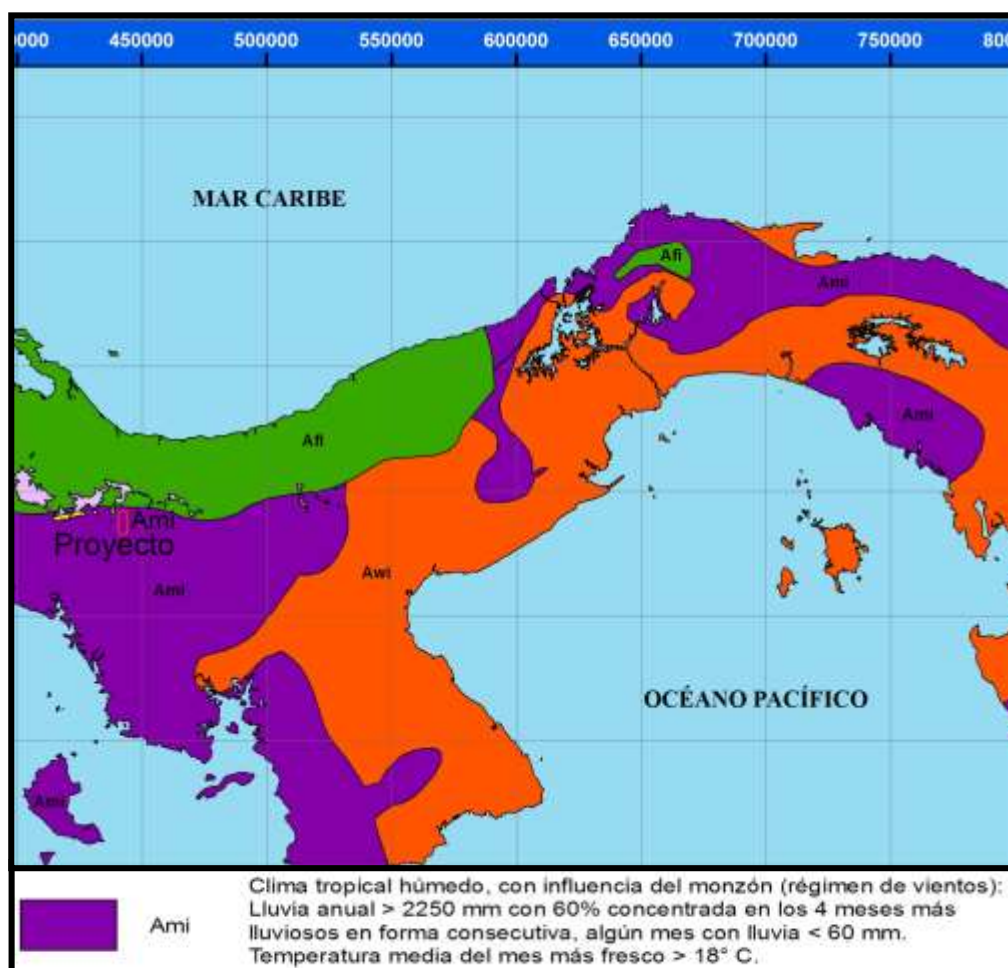 0000 450000 500000 550000 600000 650000 700000 750000 800
MAR CARIBE
Afi
Ami
Afi
Ami
Ami
Proyecto
Ami
Awi
OCÉANO PACÍFICO
Ami
Ami
Clima tropical húmedo, con influencia del monzón (régimen de vientos):
Lluvia anual > 2250 mm con 60% concentrada en los 4 meses más
lluviosos en forma consecutiva, algún mes con lluvia < 60 mm.
Temperatura media del mes más fresco > 18° C.